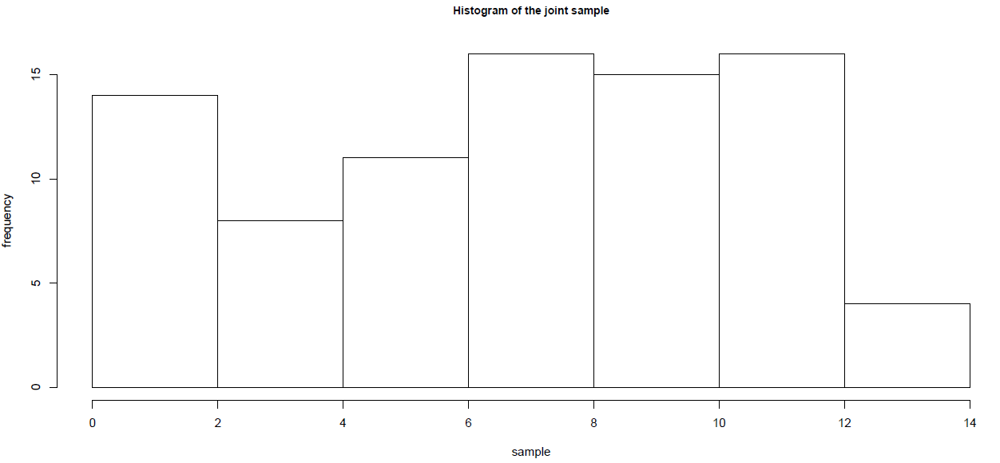 Histogram of the joint sample
frequency
15
10
5
0
0 2 4 6 8 10 12 14
sample